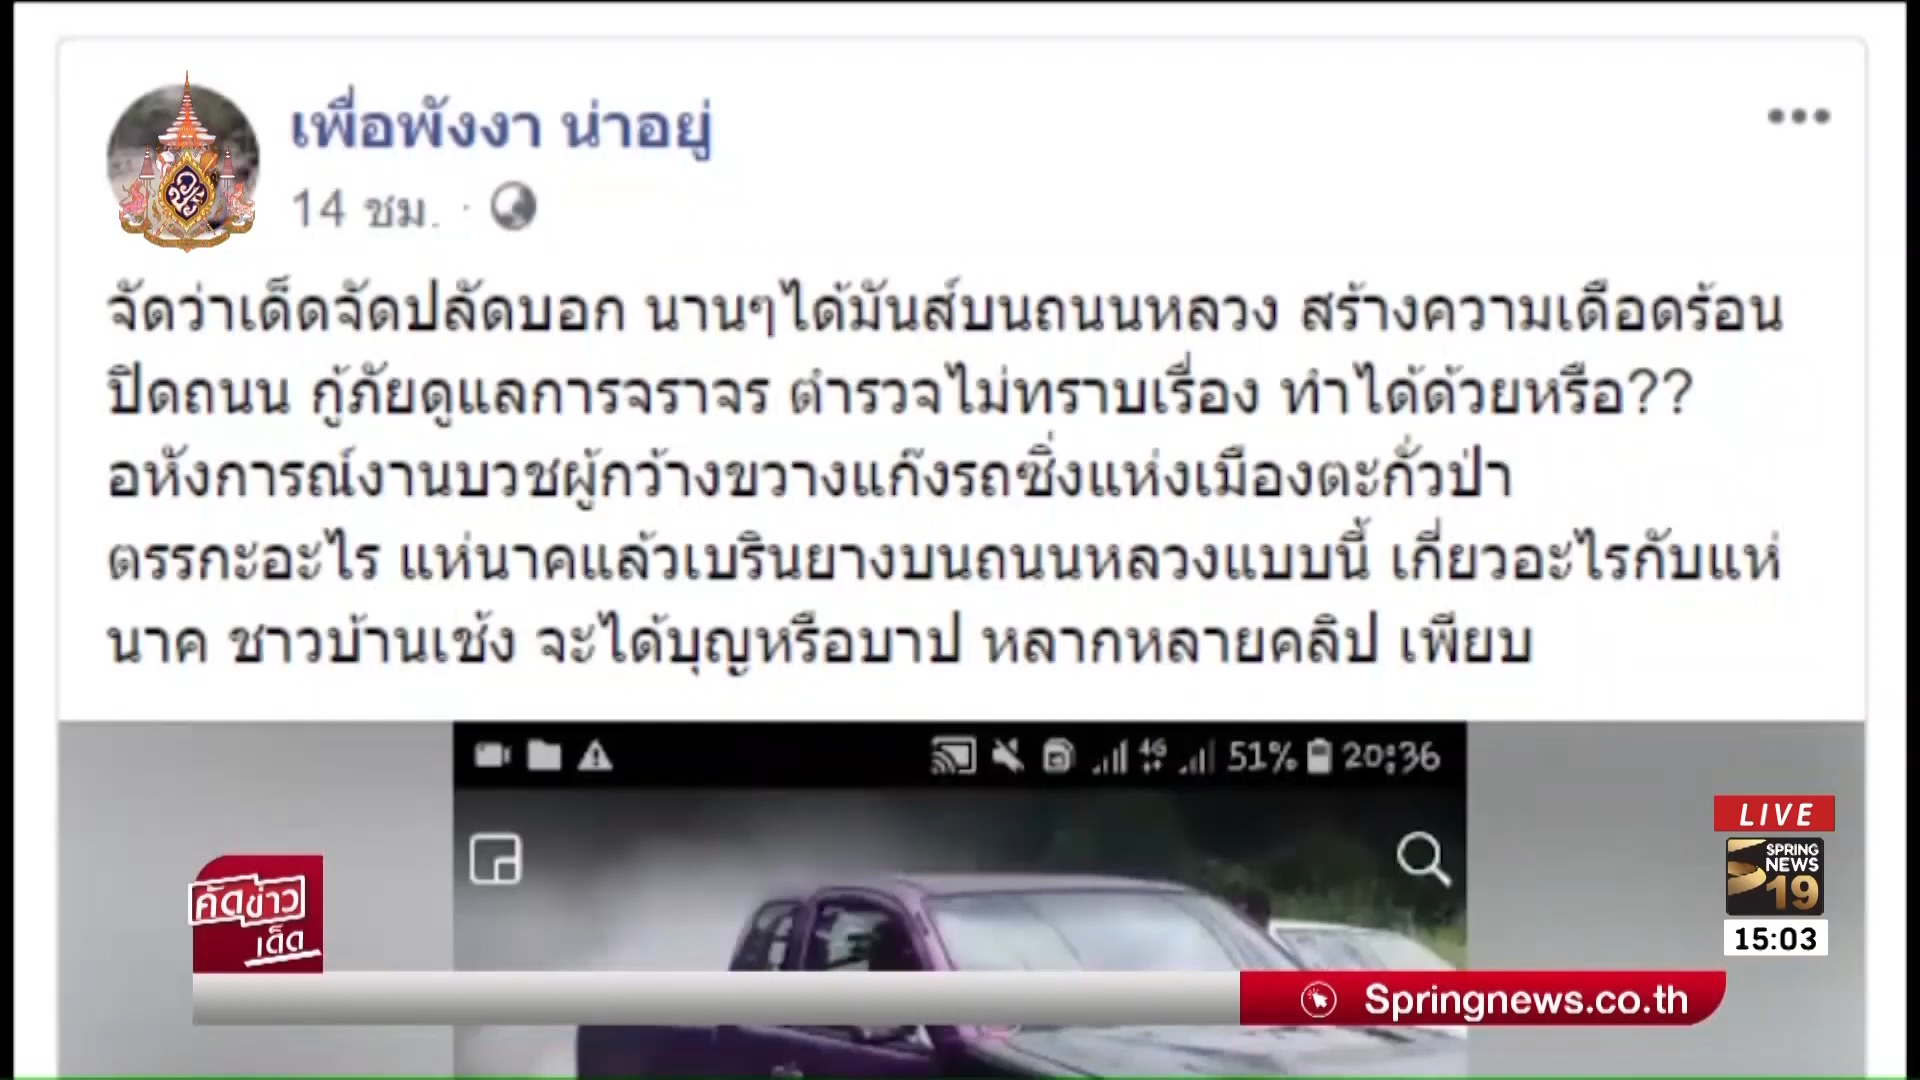 เพื่อพังงา น่าอยู่
14 ชม. ·
จัดว่าเด็ดจัดปลัดบอก นานๆได้มันส์บนถนนหลวง สร้างความเดือดร้อน
ปิดถนน กู้ภัยดูแลการจราจร ตำรวจไม่ทราบเรื่อง ทำได้ด้วยหรือ??
อหังการณ์งานบวชผู้กว้างขวางแก๊งรถซิ่งแห่งเมืองตะกั่วป่า
ตรรกะอะไร แห่นาคแล้วเบรินยางบนถนนหลวงแบบนี้ เกี่ยวอะไรกับแห่
นาค ชาวบ้านเช้ง จะได้บุญหรือบาป หลากหลายคลิป เพียบ
4G 51% 20:36
LIVE
SPRING
NEWS
19
15:03
คัดข่าว
เด็ด
Springnews.co.th